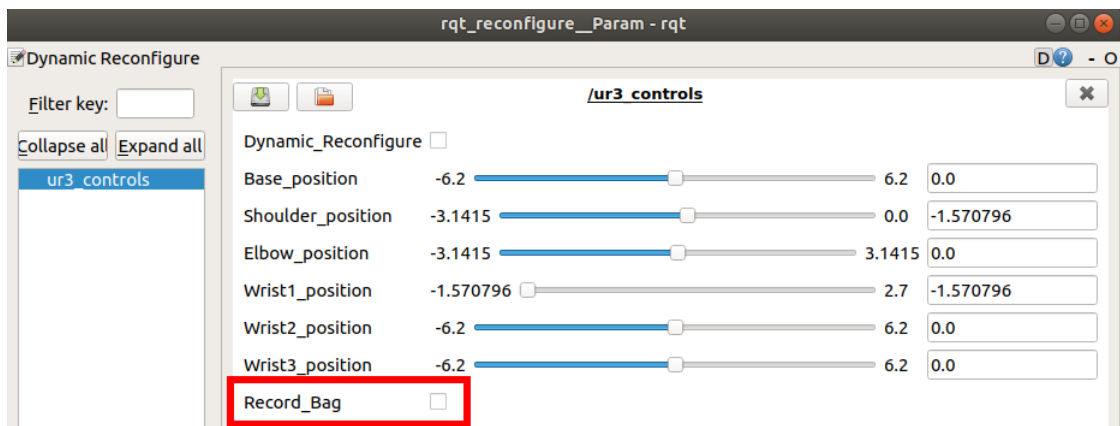 rqt_reconfigure__Param - rqt
Dynamic Reconfigure
D - O
Filter key:
/ur3_controls
Collapse all Expand all
ur3_controls
Dynamic_Reconfigure
Base_position -6.2 6.2 0.0
Shoulder_position -3.1415 0.0 -1.570796
Elbow_position -3.1415 3.1415 0.0
Wrist1_position -1.570796 2.7 -1.570796
Wrist2_position -6.2 6.2 0.0
Wrist3_position -6.2 6.2 0.0
Record_Bag